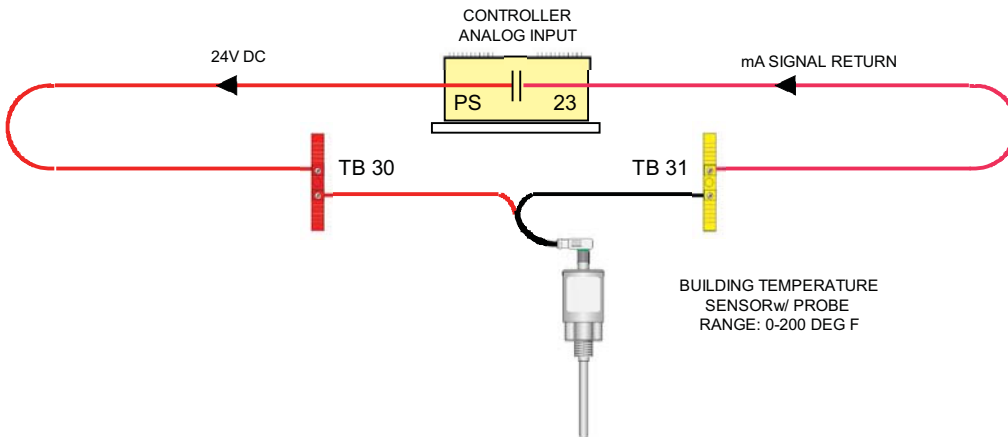 CONTROLLER
ANALOG INPUT
24V DC
mA SIGNAL RETURN
PS
23
TB 30
TB 31
BUILDING TEMPERATURE
SENSORw/ PROBE
RANGE: 0-200 DEG F